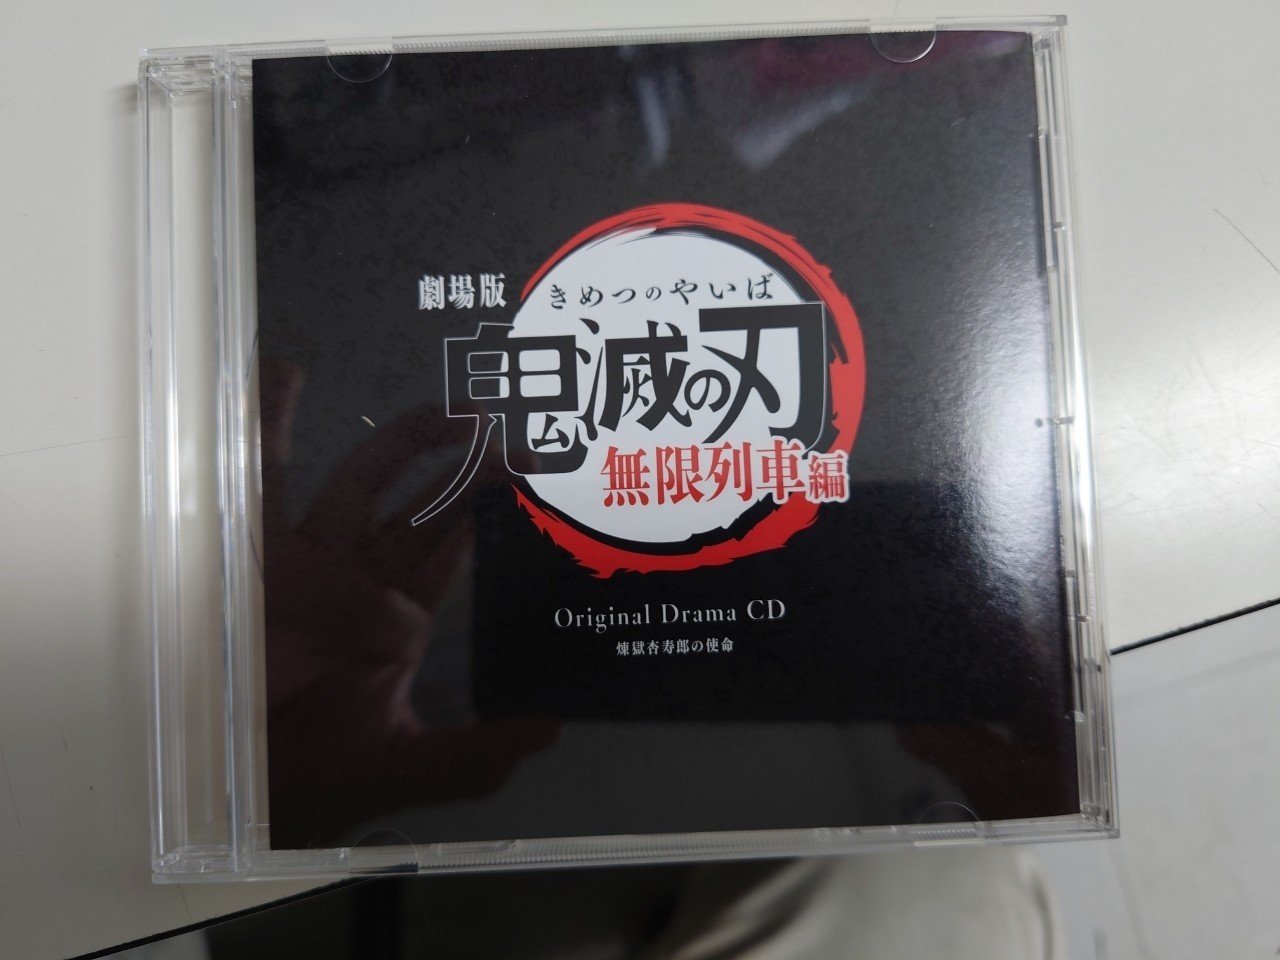 劇場版
きめつのやいば
鬼滅の刃
無限列車編
Original Drama CD
煉獄杏寿郎の使命